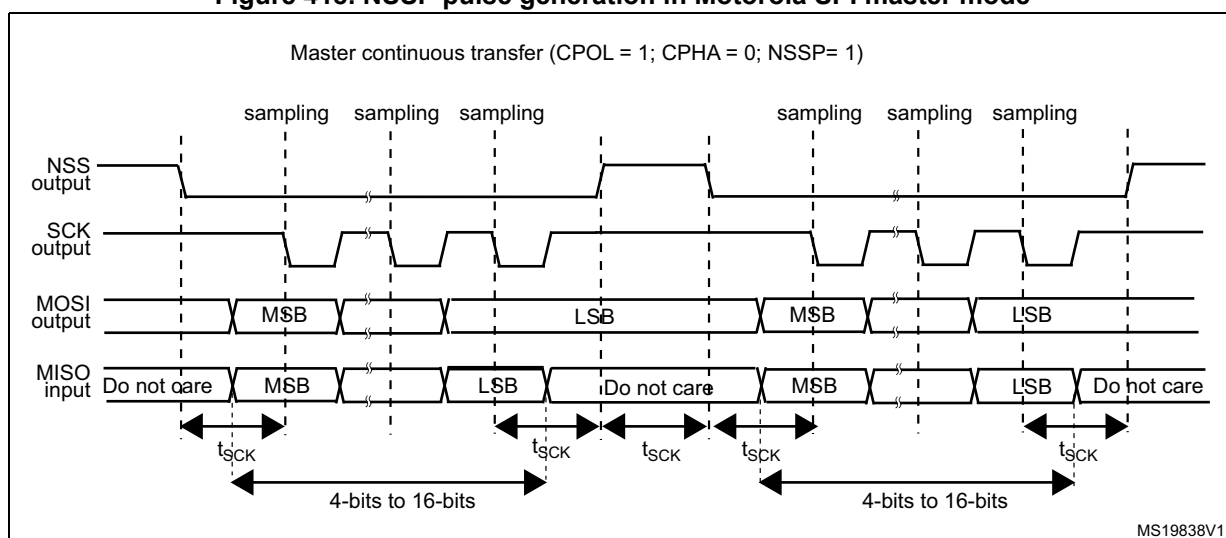 Master continuous transfer (CPOL = 1; CPHA = 0; NSSP= 1)
sampling sampling sampling sampling sampling sampling
NSS
output
SCK
output
MOSI
output
MSB LSB MSB LSB
MISO
input
Do not care MSB LSB Do not care MSB LSB Do not care
tSCK tSCK tSCK tSCK tSCK
4-bits to 16-bits 4-bits to 16-bits
MS19838V1